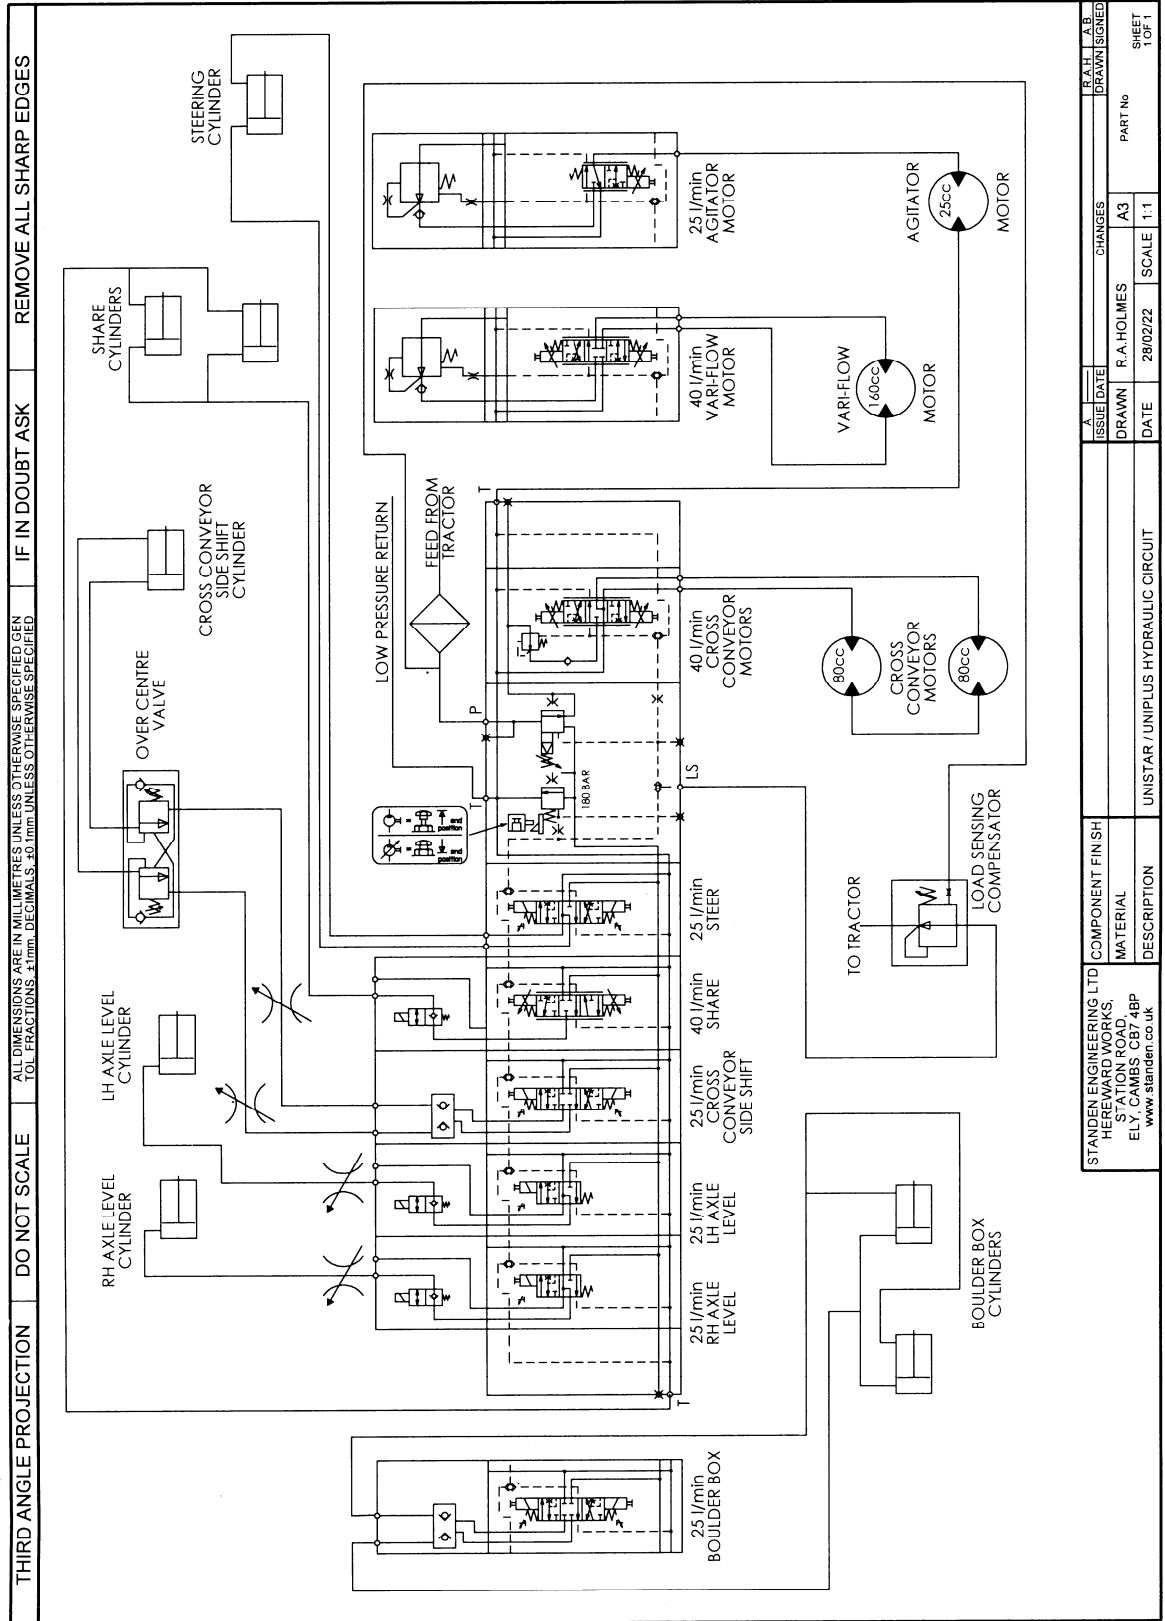 THIRD ANGLE PROJECTION
DO NOT SCALE
ALL DIMENSIONS ARE IN MILLIMETRES UNLESS OTHERWISE SPECIFIED GEN
TOL FRACTIONS, ±1mm, DECIMALS, ±0.1mm UNLESS OTHERWISE SPECIFIED
IF IN DOUBT ASK
REMOVE ALL SHARP EDGES
RH AXLE LEVEL
CYLINDER
LH AXLE LEVEL
CYLINDER
OVER CENTRE
VALVE
CROSS CONVEYOR
SIDE SHIFT
CYLINDER
SHARE
CYLINDERS
STEERING
CYLINDER
LOW PRESSURE RETURN
FEED FROM
TRACTOR
= end
position
= end
position
T
P
T
180 BAR
LS
T
25 l/min
BOULDER BOX
25 l/min
RH AXLE
LEVEL
25 l/min
LH AXLE
LEVEL
25 l/min
CROSS
CONVEYOR
SIDE SHIFT
40 l/min
SHARE
25 l/min
STEER
40 l/min
CROSS
CONVEYOR
MOTORS
40 l/min
VARI-FLOW
MOTOR
25 l/min
AGITATOR
MOTOR
80cc
CROSS
CONVEYOR
MOTORS
80cc
VARI-FLOW
160cc
MOTOR
AGITATOR
25cc
MOTOR
TO TRACTOR
LOAD SENSING
COMPENSATOR
BOULDER BOX
CYLINDERS
STANDEN ENGINEERING LTD
HEREWARD WORKS,
STATION ROAD,
ELY, CAMBS. CB7 4BP
www.standen.co.uk
COMPONENT FINISH
MATERIAL
DESCRIPTION
UNISTAR / UNIPLUS HYDRAULIC CIRCUIT
A
ISSUE DATE
CHANGES
R.A.H. A.B.
DRAWN SIGNED
DRAWN R.A.HOLMES A3
DATE 28/02/22 SCALE 1:1
PART No
SHEET
1 OF 1